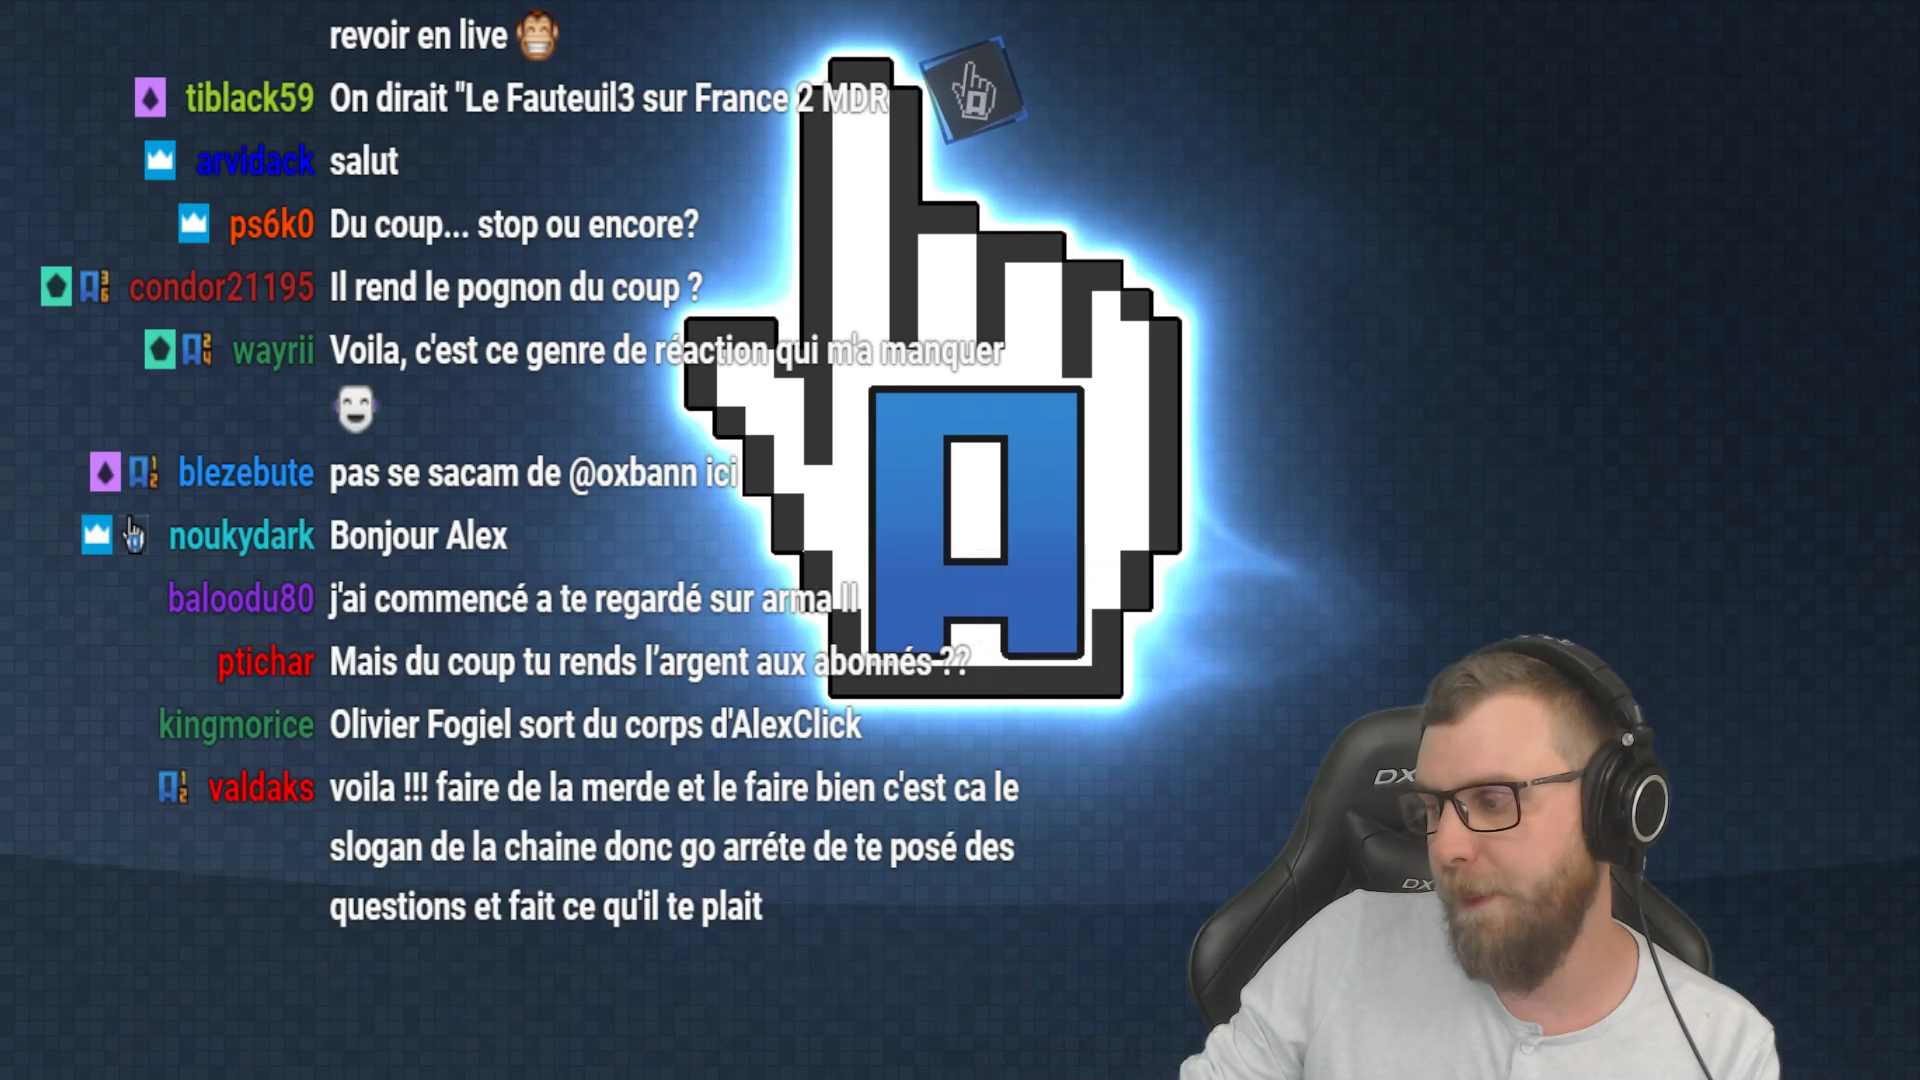 revoir en live
tiblack59 On dirait "Le Fauteuil3 sur France 2 MDR
arvidack salut
ps6k0 Du coup... stop ou encore?
condor21195 Il rend le pognon du coup ?
wayrii Voila, c'est ce genre de réaction qui m'a manquer
blezebute pas se sacam de @oxbann ici
noukydark Bonjour Alex
baloodu80 j'ai commencé a te regardé sur arma II
ptichar Mais du coup tu rends l’argent aux abonnés ??
kingmorice Olivier Fogiel sort du corps d'AlexClick
valdaks voila !!! faire de la merde et le faire bien c'est ca le
slogan de la chaine donc go arréte de te posé des
questions et fait ce qu'il te plait
A
DX
DX